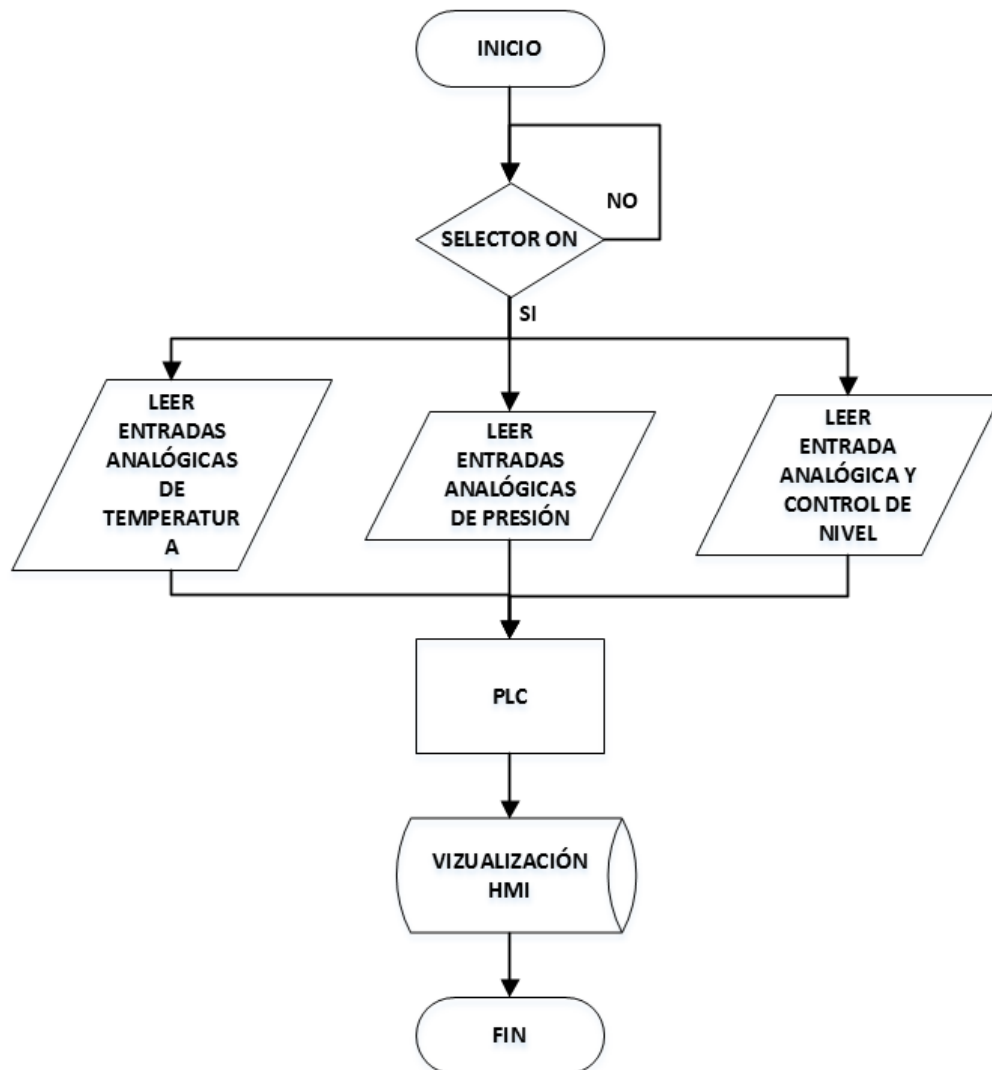 INICIO
NO
SELECTOR ON
SI
LEER
ENTRADAS
ANALÓGICAS
DE
TEMPERATUR
A
LEER
ENTRADAS
ANALÓGICAS
DE PRESIÓN
LEER
ENTRADA
ANALÓGICA Y
CONTROL DE
NIVEL
PLC
VIZUALIZACIÓN
HMI
FIN